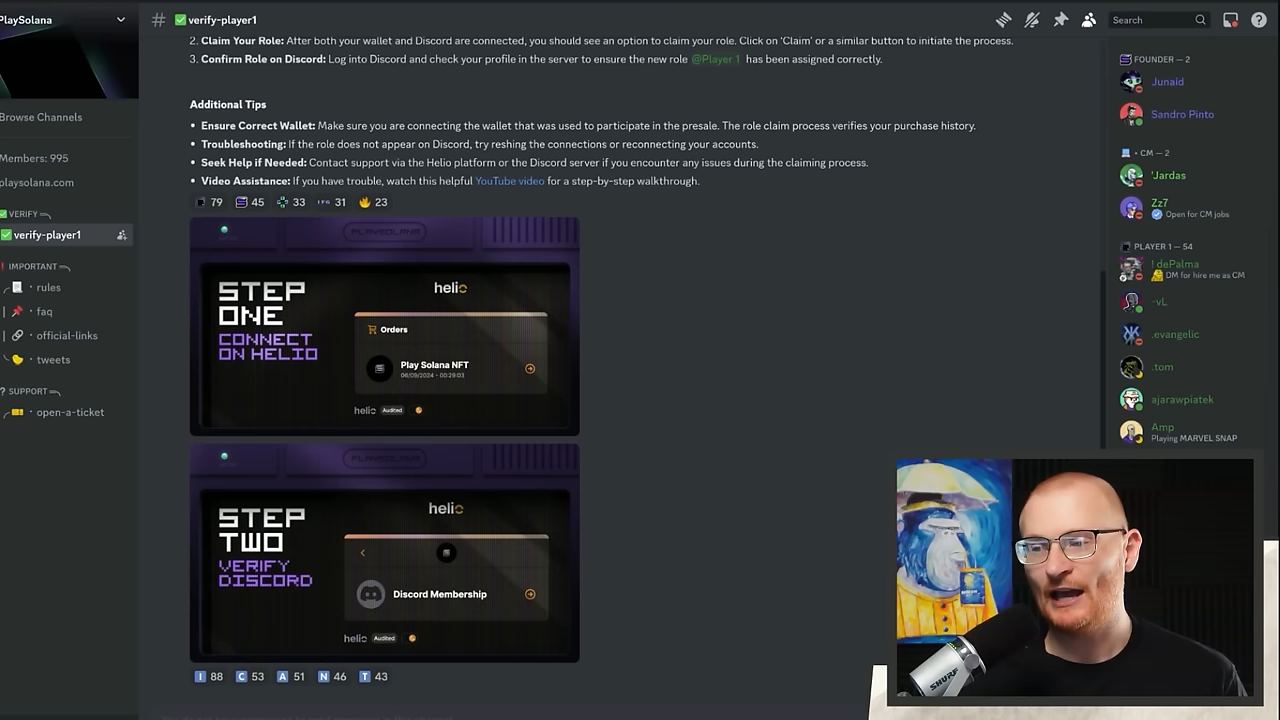 PlaySolana
# ✅verify-player1
Search
Browse Channels
Members: 995
playsolana.com
VERIFY
verify-player1
IMPORTANT
rules
faq
official-links
tweets
SUPPORT
open-a-ticket
2. Claim Your Role: After both your wallet and Discord are connected, you should see an option to claim your role. Click on 'Claim' or a similar button to initiate the process.
3. Confirm Role on Discord: Log into Discord and check your profile in the server to ensure the new role @Player 1 has been assigned correctly.
Additional Tips
• Ensure Correct Wallet: Make sure you are connecting the wallet that was used to participate in the presale. The role claim process verifies your purchase history.
• Troubleshooting: If the role does not appear on Discord, try reshing the connections or reconnecting your accounts.
• Seek Help if Needed: Contact support via the Helio platform or the Discord server if you encounter any issues during the claiming process.
• Video Assistance: If you have trouble, watch this helpful YouTube video for a step-by-step walkthrough.
79 45 33 LFG 31 23
PLAYSOLANA
STEP
ONE
CONNECT
ON HELIO
helio
Orders
Play Solana NFT
06/09/2024 - 00:29:03
helio Audited
PLAYSOLANA
STEP
TWO
VERIFY
DISCORD
helio
Discord Membership
helio Audited
I 88 C 53 A 51 N 46 T 43
FOUNDER — 2
Junaid
Sandro Pinto
• CM — 2
'Jardas
Zz7
Open for CM jobs
PLAYER 1 — 54
! dePalma
DM for hire me as CM
-vL
.evangelic
.tom
ajarawpiatek
Amp
Playing MARVEL SNAP
SHURE